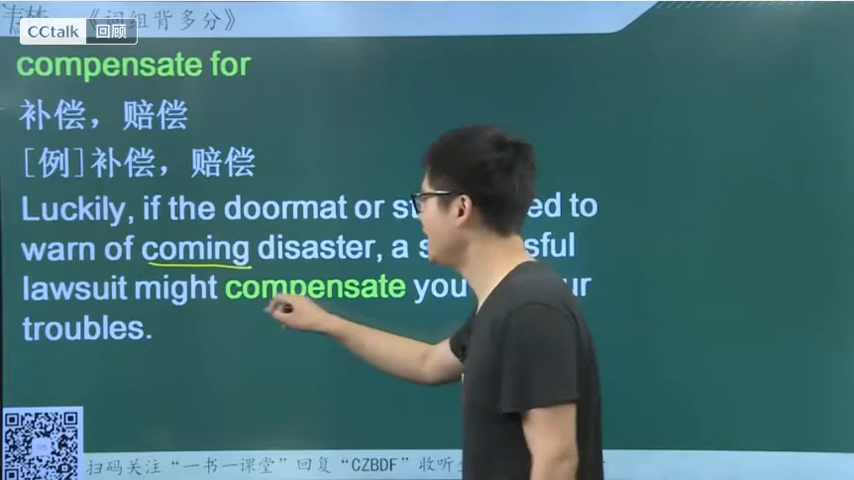 CCtalk 回顾 《词组背多分》
compensate for
补偿，赔偿
[例]补偿，赔偿
Luckily, if the doormat or ed to
warn of coming disaster, a s sful
lawsuit might compensate you ur
troubles.
扫码关注“一书一课堂”回复“CZBDF”收听